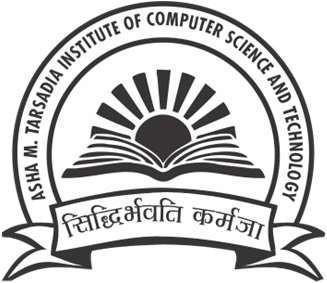 ASHA M. TARSADIA INSTITUTE OF COMPUTER SCIENCE AND TECHNOLOGY
सिद्धिर्भवति कर्मजा